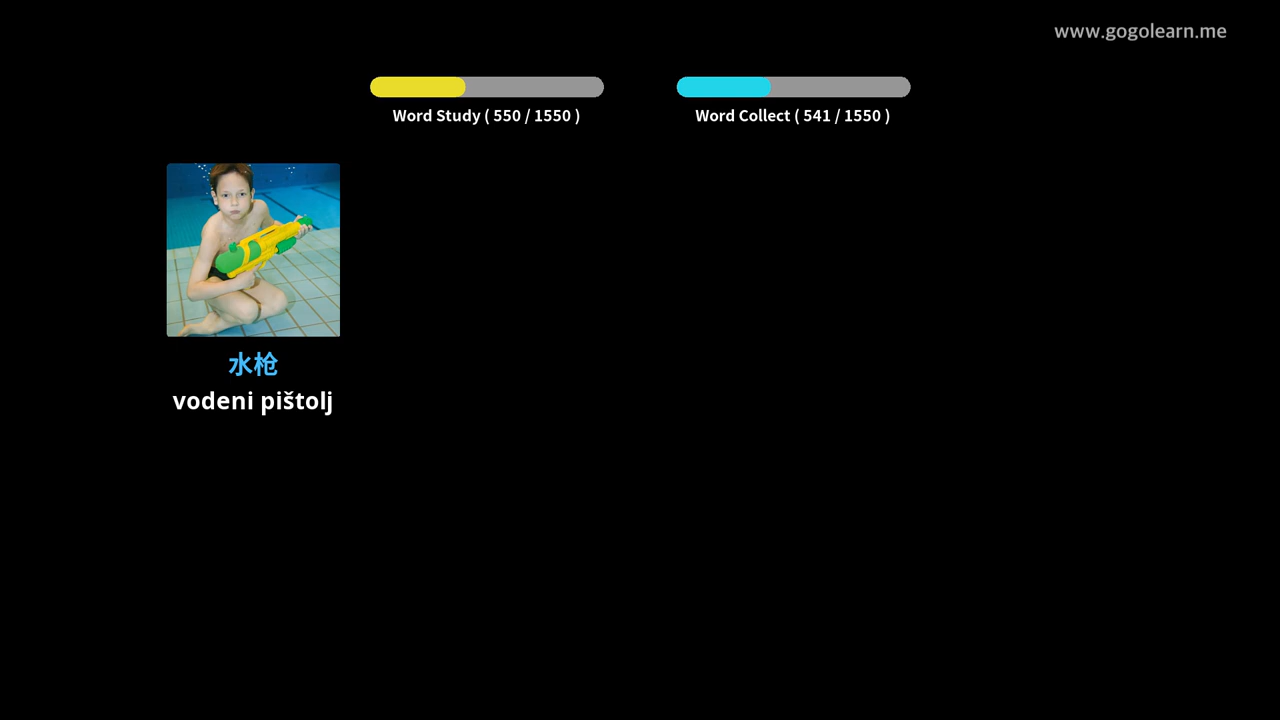 www.gogolearn.me
Word Study ( 550 / 1550 )
Word Collect ( 541 / 1550 )
水枪
vodeni pištolj